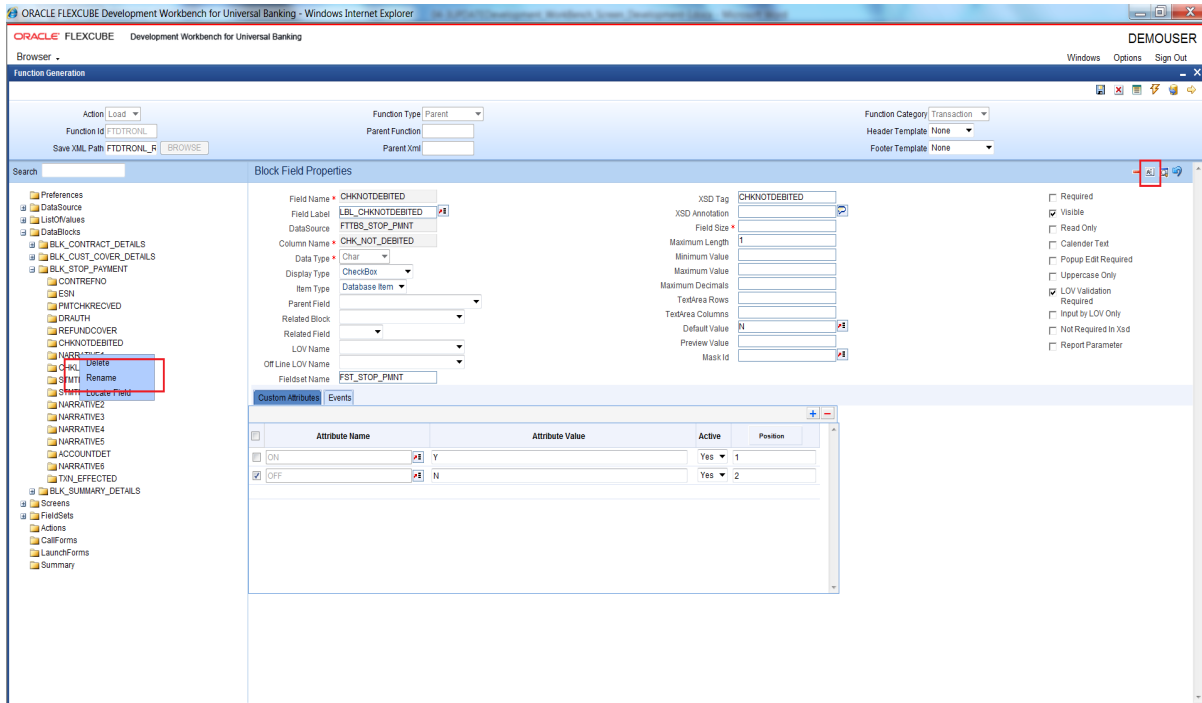 ORACLE FLEXCUBE Development Workbench for Universal Banking - Windows Internet Explorer
ORACLE FLEXCUBE Development Workbench for Universal Banking
DEMOUSER
Browser
Windows Options Sign Out
Function Generation
Action Load
Function Type Parent
Function Category Transaction
Function Id FTDTRONL
Parent Function
Header Template None
Save XML Path FTDTRONL_R BROWSE
Parent Xml
Footer Template None
Search
Preferences
DataSource
ListOfValues
DataBlocks
BLK_CONTRACT_DETAILS
BLK_CUST_COVER_DETAILS
BLK_STOP_PAYMENT
CONTREFNO
ESN
PMTCHKRECVED
DRAUTH
REFUNDCOVER
CHKNOTDEBITED
Delete
Rename
Locate Field
NARRATIVE2
NARRATIVE3
NARRATIVE4
NARRATIVE5
ACCOUNTDET
NARRATIVE6
TXN_EFFECTED
BLK_SUMMARY_DETAILS
Screens
FieldSets
Actions
CallForms
LaunchForms
Summary
Block Field Properties
Field Name * CHKNOTDEBITED
Field Label LBL_CHKNOTDEBITED
DataSource FTTBS_STOP_PMNT
Column Name * CHK_NOT_DEBITED
Data Type * Char
Display Type CheckBox
Item Type Database Item
Parent Field
Related Block
Related Field
LOV Name
Off Line LOV Name
Fieldset Name FST_STOP_PMNT
XSD Tag CHKNOTDEBITED
XSD Annotation
Field Size *
Maximum Length 1
Minimum Value
Maximum Value
Maximum Decimals
TextArea Rows
TextArea Columns
Default Value N
Preview Value
Mask Id
Required
Visible
Read Only
Calender Text
Popup Edit Required
Uppercase Only
LOV Validation
Required
Input by LOV Only
Not Required In Xsd
Report Parameter
Custom Attributes Events
+ −
Attribute Name Attribute Value Active Position
ON Y Yes 1
OFF N Yes 2